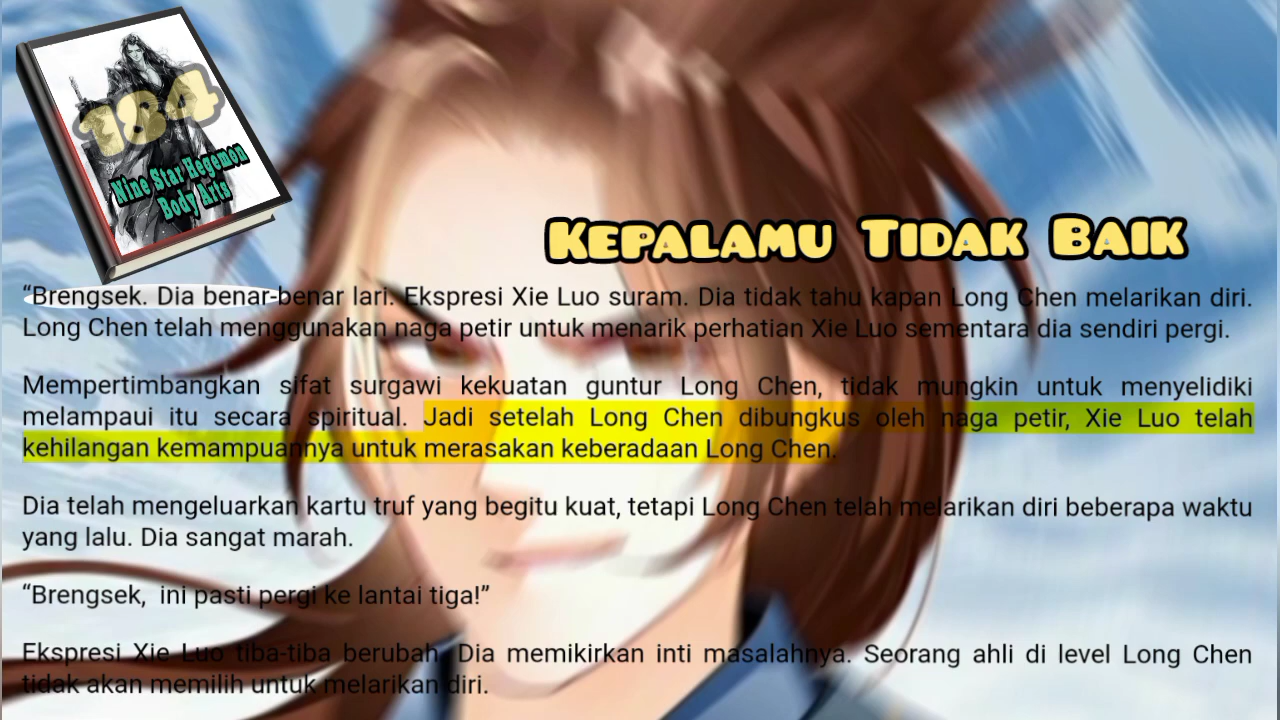 184
Nine Star Hegemon
Body Arts
KEPALAMU TIDAK BAIK
“Brengsek. Dia benar-benar lari. Ekspresi Xie Luo suram. Dia tidak tahu kapan Long Chen melarikan diri.
Long Chen telah menggunakan naga petir untuk menarik perhatian Xie Luo sementara dia sendiri pergi.
Mempertimbangkan sifat surgawi kekuatan guntur Long Chen, tidak mungkin untuk menyelidiki
melampaui itu secara spiritual. Jadi setelah Long Chen dibungkus oleh naga petir, Xie Luo telah
kehilangan kemampuannya untuk merasakan keberadaan Long Chen.
Dia telah mengeluarkan kartu truf yang begitu kuat, tetapi Long Chen telah melarikan diri beberapa waktu
yang lalu. Dia sangat marah.
“Brengsek, ini pasti pergi ke lantai tiga!”
Ekspresi Xie Luo tiba-tiba berubah. Dia memikirkan inti masalahnya. Seorang ahli di level Long Chen
tidak akan memilih untuk melarikan diri.